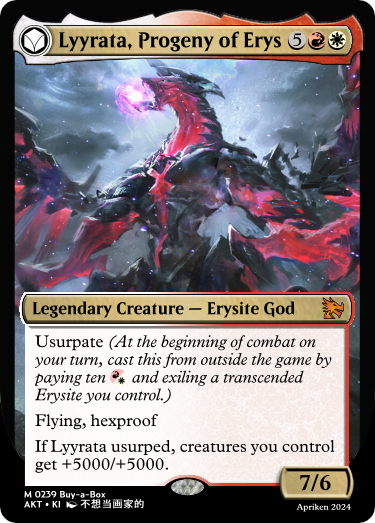 Lyyrata, Progeny of Erys 5
Legendary Creature — Erysite God
Usurpate (At the beginning of combat on
your turn, cast this from outside the game by
paying ten and exiling a transcended
Erysite you control.)
Flying, hexproof
If Lyyrata usurped, creatures you control
get +5000/+5000.
7/6
M 0239 Buy-a-Box
AKT • KI 不想当画家的
Apriken 2024